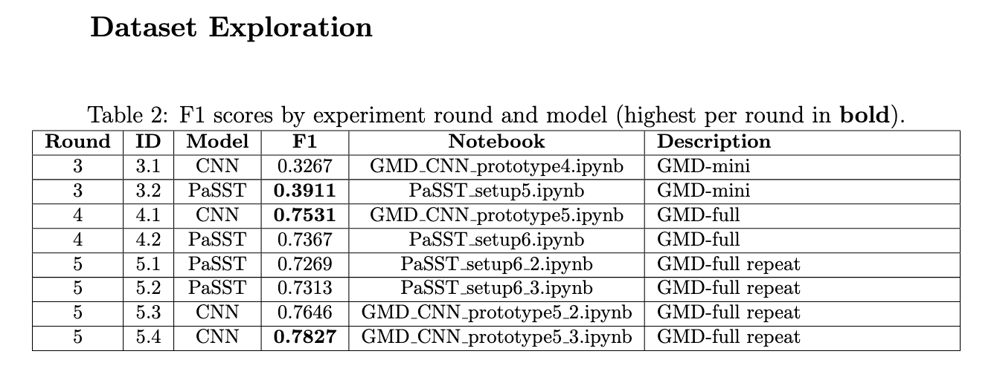 Dataset Exploration
Table 2: F1 scores by experiment round and model (highest per round in bold).
Round ID Model F1 Notebook Description
3 3.1 CNN 0.3267 GMD_CNN_prototype4.ipynb GMD-mini
3 3.2 PaSST 0.3911 PaSST_setup5.ipynb GMD-mini
4 4.1 CNN 0.7531 GMD_CNN_prototype5.ipynb GMD-full
4 4.2 PaSST 0.7367 PaSST_setup6.ipynb GMD-full
5 5.1 PaSST 0.7269 PaSST_setup6_2.ipynb GMD-full repeat
5 5.2 PaSST 0.7313 PaSST_setup6_3.ipynb GMD-full repeat
5 5.3 CNN 0.7646 GMD_CNN_prototype5_2.ipynb GMD-full repeat
5 5.4 CNN 0.7827 GMD_CNN_prototype5_3.ipynb GMD-full repeat